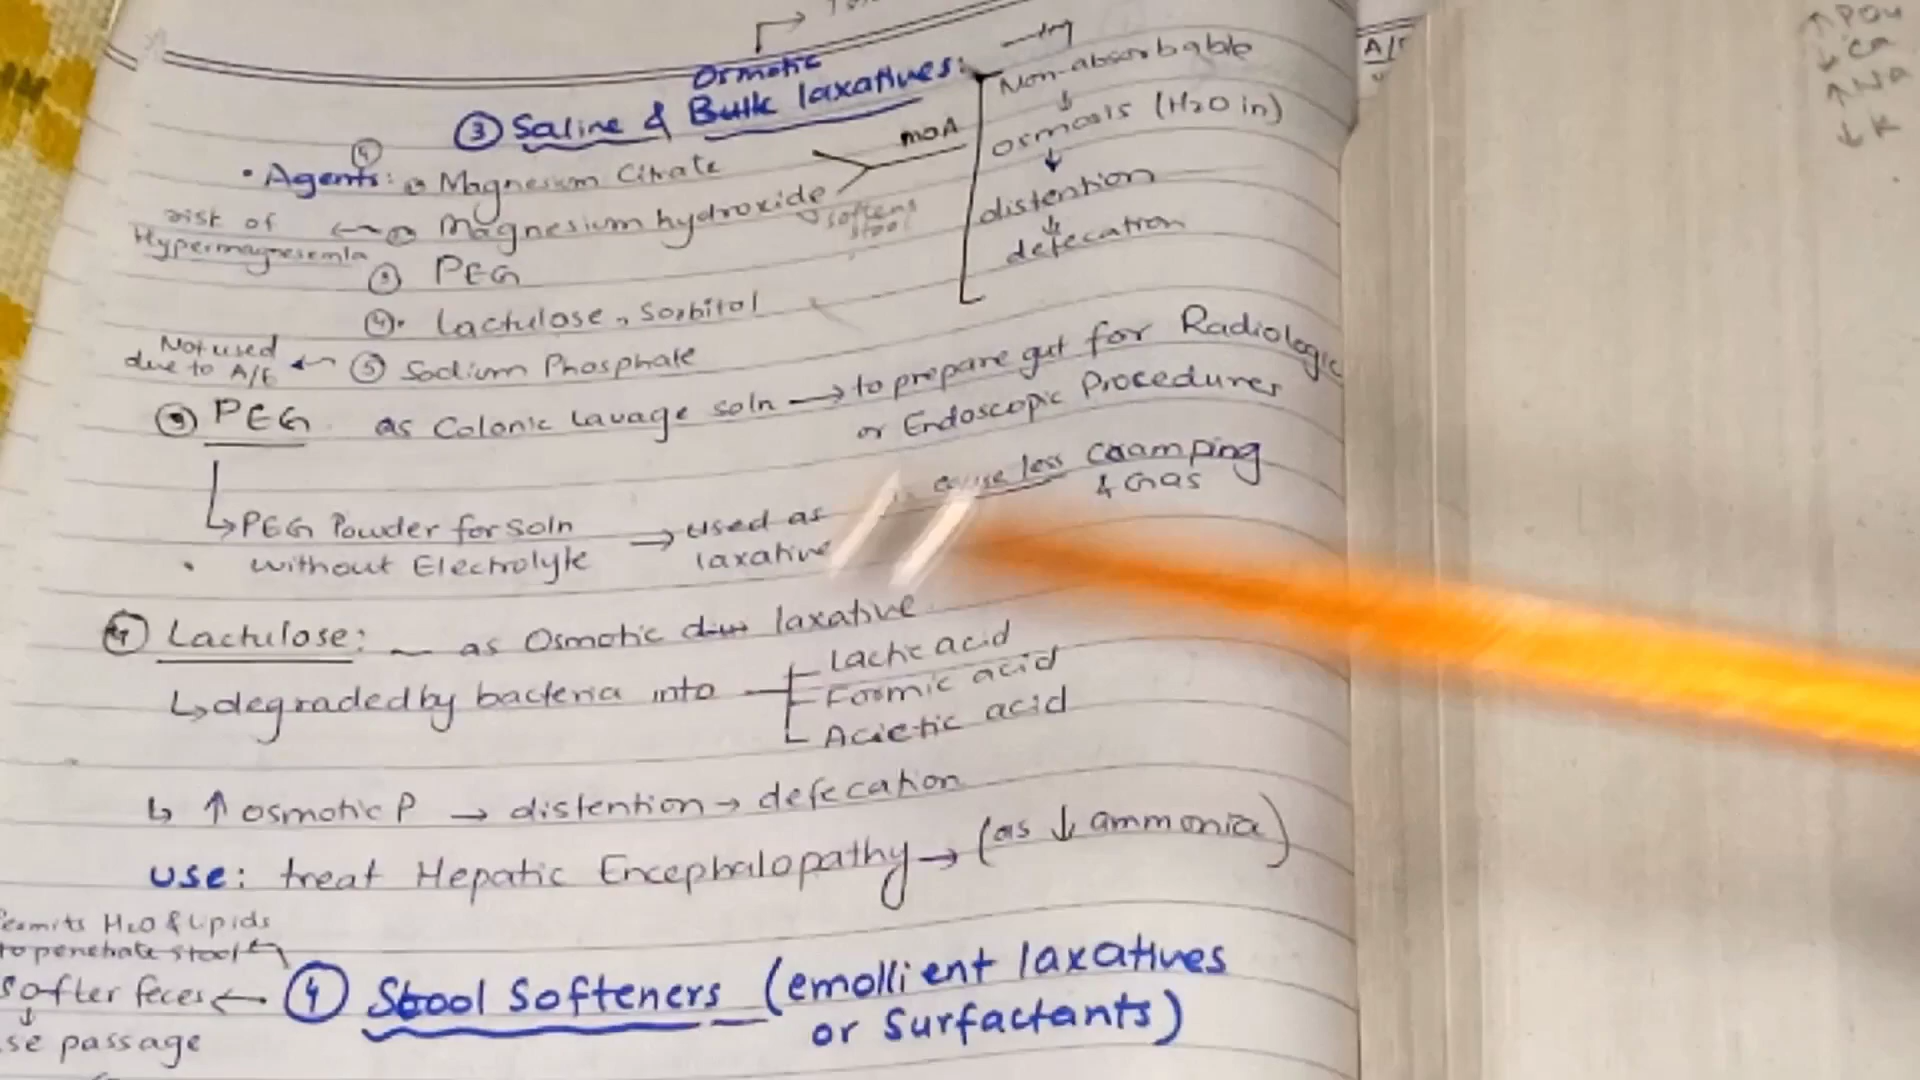 Osmotic
③ Saline & Bulk laxatives:
Non-absorbable
↓
osmosis (H₂O in)
↓
distention
↓
defecation
MOA
• Agents: ① Magnesium Citrate
② Magnesium hydroxide
softens
stool
risk of
Hypermagnesemia
③ PEG
④. Lactulose, Sorbitol
⑤ Sodium Phosphate
Not used
due to A/E
③ PEG as Colonic Lavage soln → to prepare gut for Radiologic
or Endoscopic Procedures
↳ PEG Powder for soln
without Electrolyte
→ used as
laxative
less cramping
& Gas
④ Lactulose: as Osmotic laxative
↳ degraded by bacteria into
Lactic acid
Formic acid
Acietic acid
↳ ↑ osmotic P → distention → defecation
use: treat Hepatic Encephalopathy → (as ↓ ammonia)
H₂O & lipids
to penetrate stool
softer feces ←
↓
passage
④ Stool Softeners (emollient laxatives
or Surfactants)
↑ PO4
↓ Ca
↑ Na
↓ K